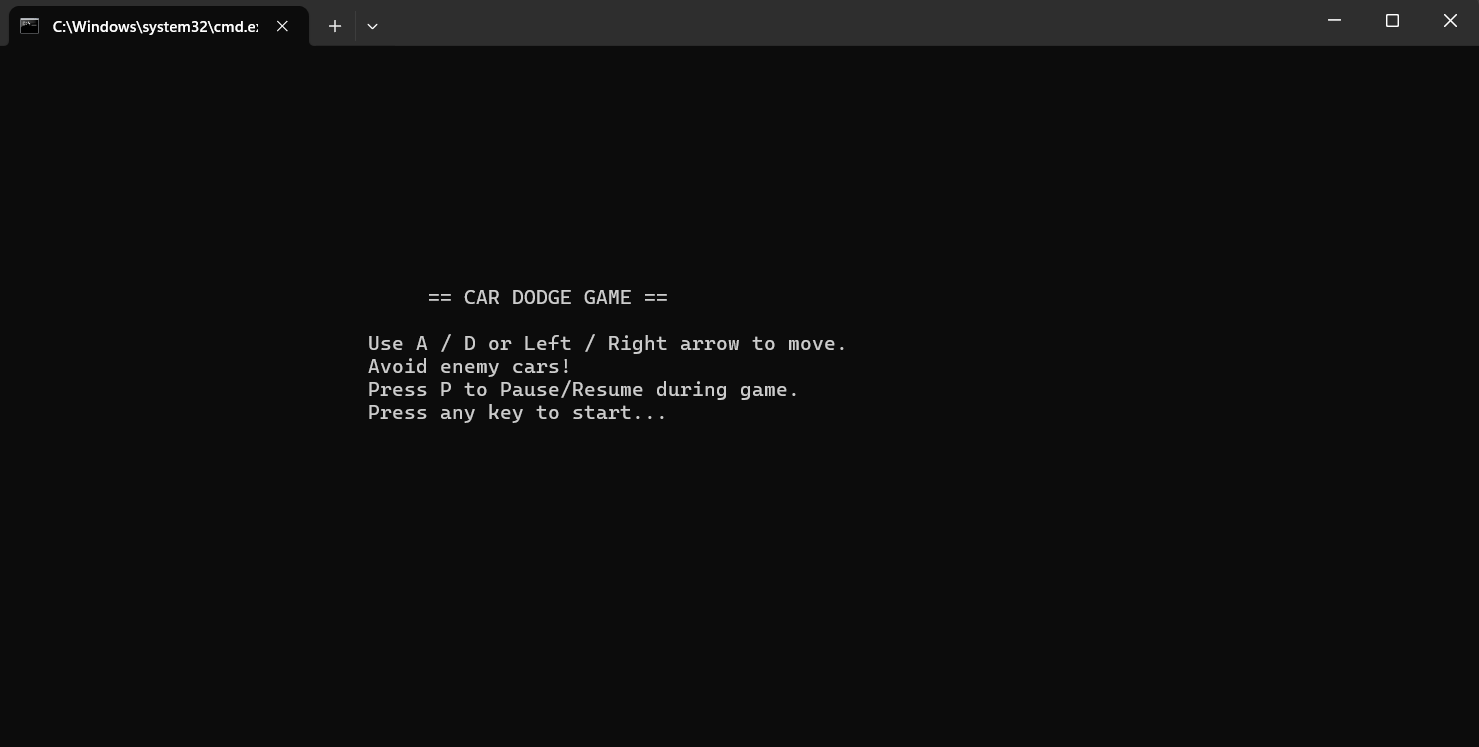 C:\Windows\system32\cmd.e
== CAR DODGE GAME ==
Use A / D or Left / Right arrow to move.
Avoid enemy cars!
Press P to Pause/Resume during game.
Press any key to start...